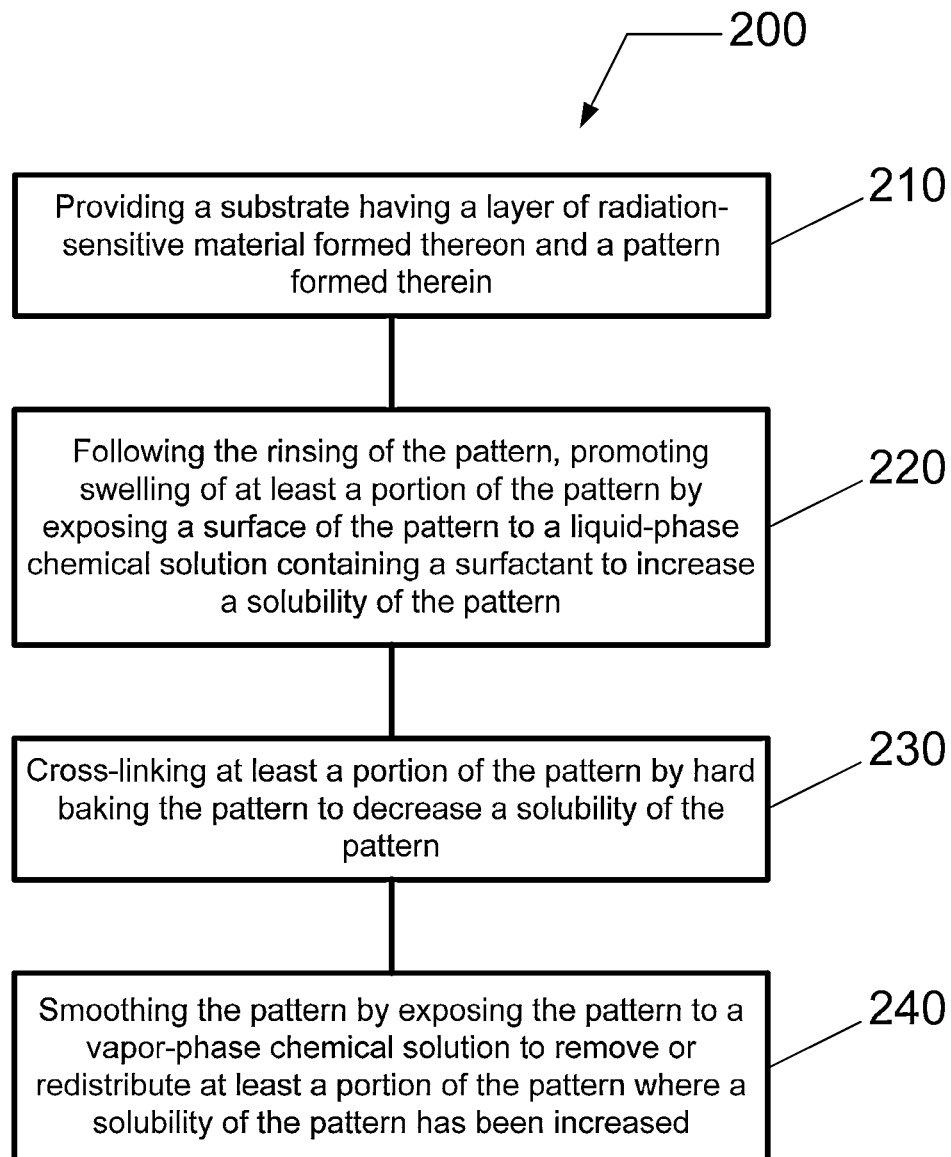 200
210
Providing a substrate having a layer of radiation-
sensitive material formed thereon and a pattern
formed therein
220
Following the rinsing of the pattern, promoting
swelling of at least a portion of the pattern by
exposing a surface of the pattern to a liquid-phase
chemical solution containing a surfactant to increase
a solubility of the pattern
230
Cross-linking at least a portion of the pattern by hard
baking the pattern to decrease a solubility of the
pattern
240
Smoothing the pattern by exposing the pattern to a
vapor-phase chemical solution to remove or
redistribute at least a portion of the pattern where a
solubility of the pattern has been increased